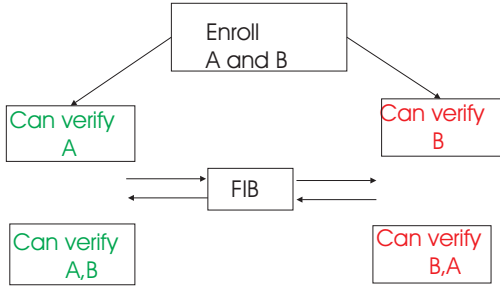 Enroll
A and B
Can verify
A
Can verify
B
FIB
Can verify
A,B
Can verify
B,A